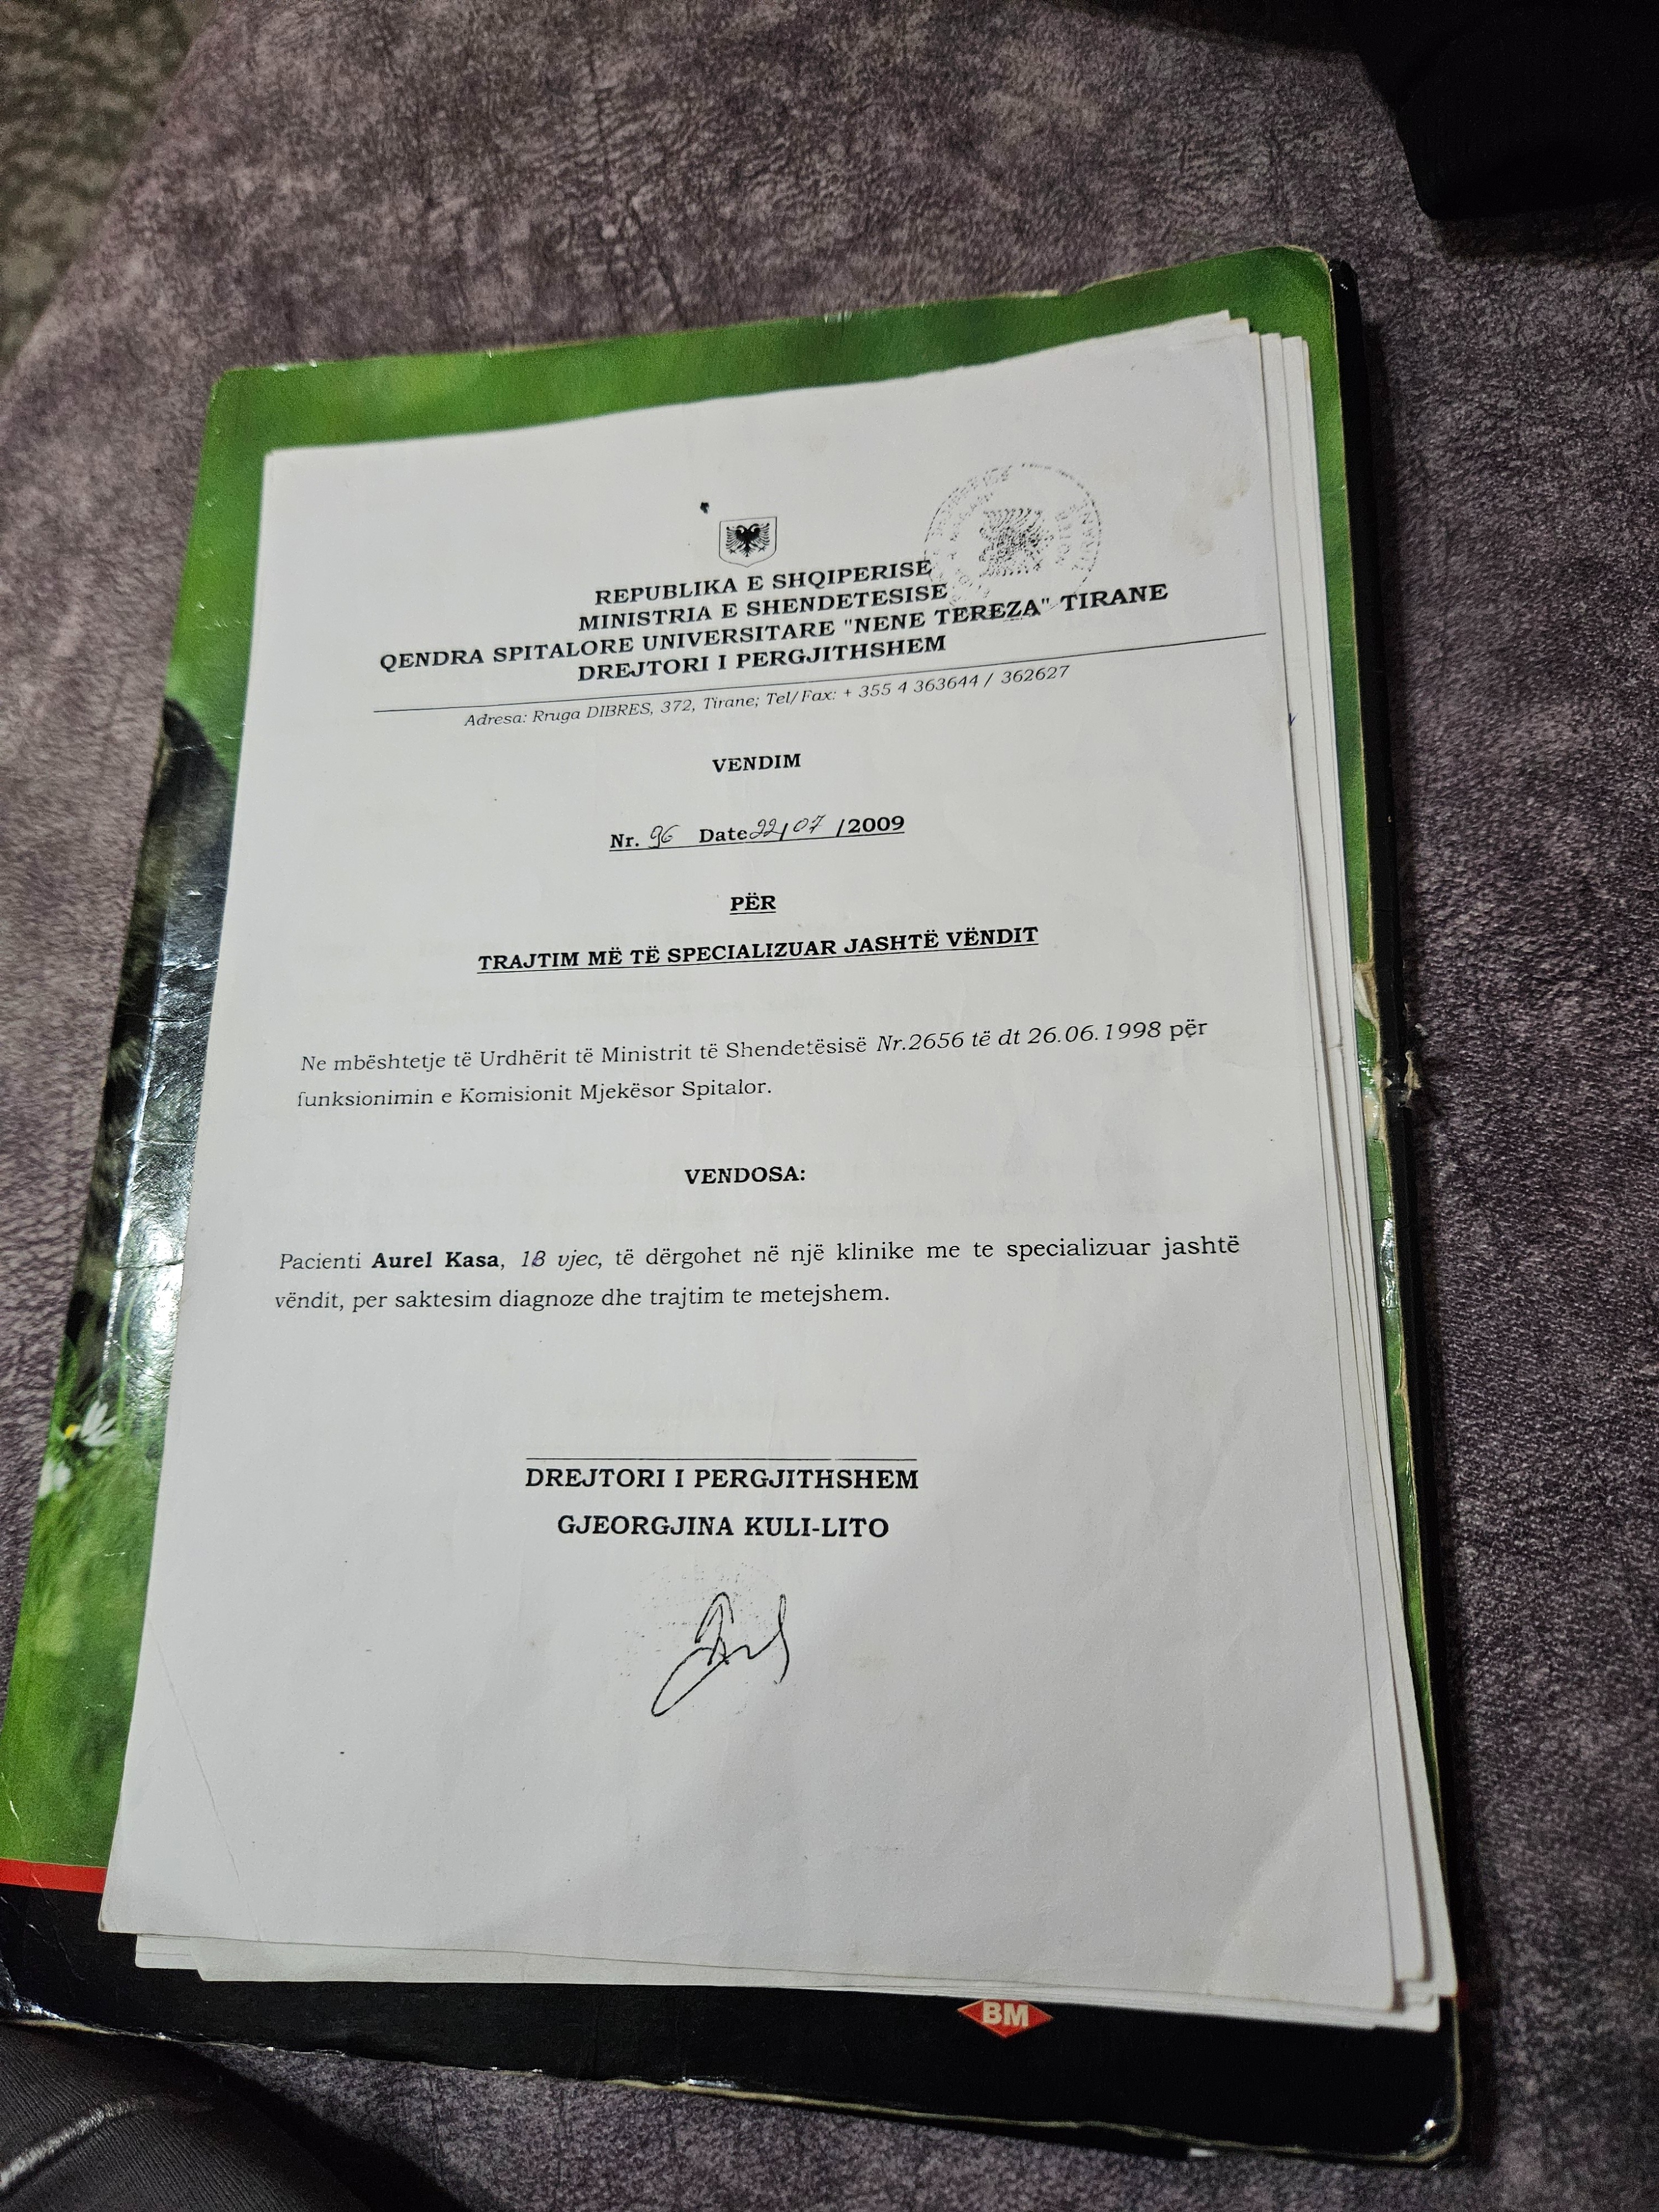 REPUBLIKA E SHQIPERISE
MINISTRIA E SHENDETESISE
QENDRA SPITALORE UNIVERSITARE "NENE TEREZA" TIRANE
DREJTORI I PERGJITHSHEM
Adresa: Rruga DIBRES, 372, Tirane; Tel/Fax: + 355 4 363644 / 362627
VENDIM
Nr. 96 Date 22/07 /2009
PËR
TRAJTIM MË TË SPECIALIZUAR JASHTË VËNDIT
Ne mbështetje të Urdhërit të Ministrit të Shendetësisë Nr.2656 të dt 26.06.1998 për
funksionimin e Komisionit Mjekësor Spitalor.
VENDOSA:
Pacienti Aurel Kasa, vjec, të dërgohet në një klinike me te specializuar jashtë
vëndit, per saktesim diagnoze dhe trajtim te metejshem.
DREJTORI I PERGJITHSHEM
GJEORGJINA KULI-LITO
BM